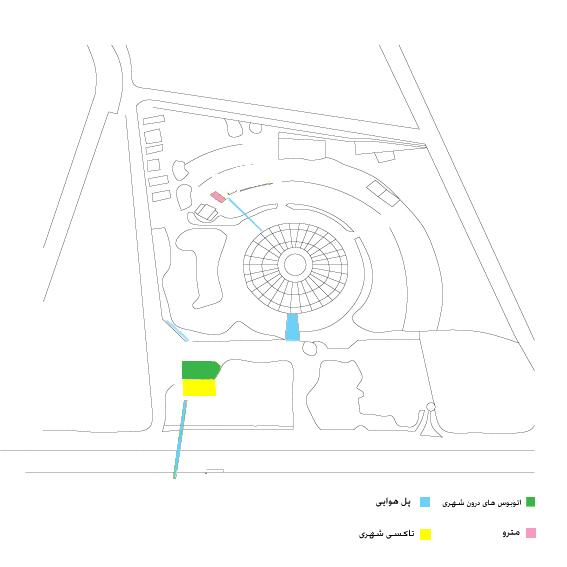 اتوبوس های درون شهری
پل هوایی
مترو
تاکسی شهری